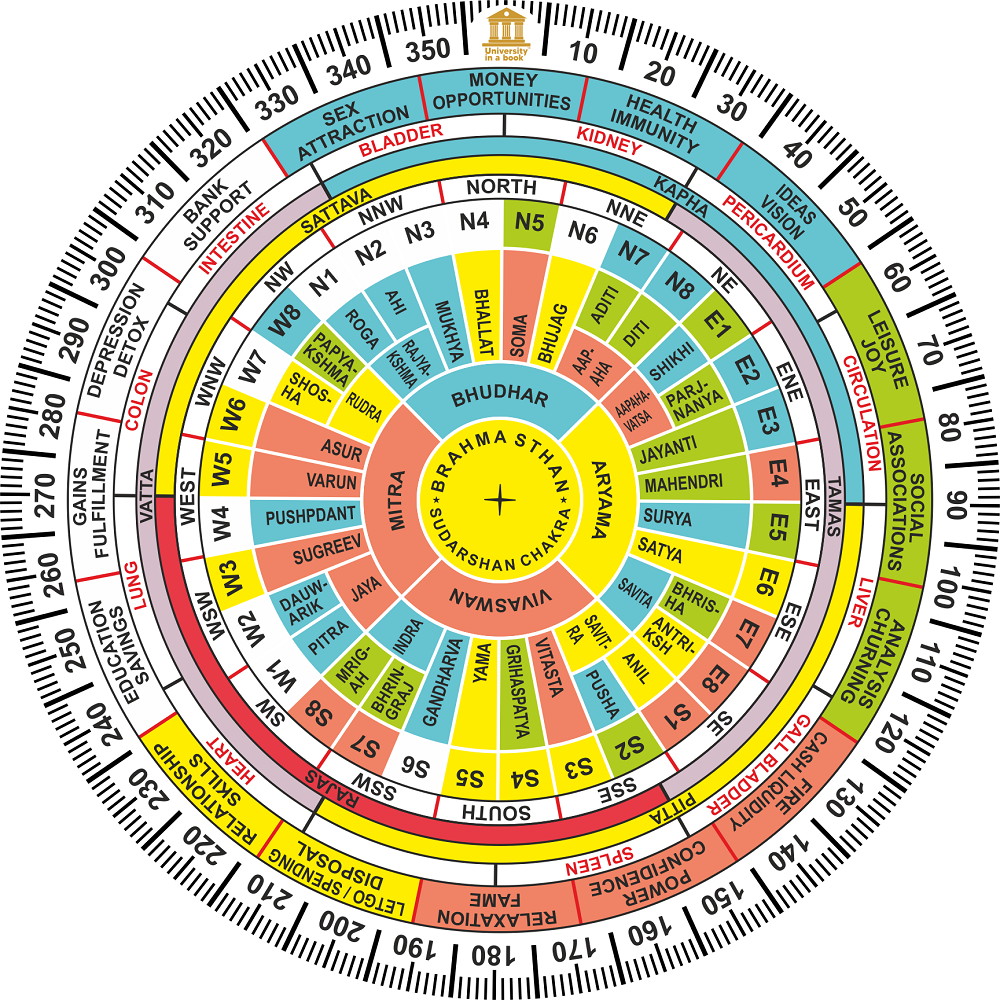 University
in a book
10
20
30
40
50
60
70
80
90
100
110
120
130
140
150
160
170
180
190
200
210
220
230
240
250
260
270
280
290
300
310
320
330
340
350
MONEY
OPPORTUNITIES
HEALTH
IMMUNITY
IDEAS
VISION
LEISURE
JOY
SOCIAL
ASSOCIATIONS
ANALYSIS
CHURNING
FIRE
CASH LIQUIDITY
POWER
CONFIDENCE
RELAXATION
FAME
LETGO / SPENDING
DISPOSAL
RELATIONSHIP
SKILLS
EDUCATION
SAVINGS
GAINS
FULFILLMENT
DEPRESSION
DETOX
BANK
SUPPORT
SEX
ATTRACTION
BLADDER
KIDNEY
PERICARDIUM
CIRCULATION
LIVER
GALL BLADDER
SPLEEN
HEART
LUNG
COLON
INTESTINE
KAPHA
PITTA
VATTA
SATTAVA
TAMAS
RAJAS
NORTH
NNE
NE
ENE
EAST
ESE
SE
SSE
SOUTH
SSW
SW
WSW
WEST
WNW
NW
NNW
N1
N2
N3
N4
N5
N6
N7
N8
E1
E2
E3
E4
E5
E6
E7
E8
S1
S2
S3
S4
S5
S6
S7
S8
W1
W2
W3
W4
W5
W6
W7
W8
ROGA
AHI
MUKHYA
BHALLAT
SOMA
BHUJAG
ADITI
DITI
SHIKHI
PARJ-
NANYA
JAYANTI
MAHENDRI
SURYA
SATYA
BHRIS-
HA
ANTRI-
KSH
ANIL
PUSHA
VITASTA
GRIHASPATYA
YAMA
GANDHARVA
BHRIN-
GRAJ
MRIG-
AH
PITRA
DAUW-
ARIK
SUGREEV
PUSHPDANT
VARUN
ASUR
SHOS-
HA
PAPYA-
KSHMA
RAJYA-
KSHMA
RUDRA
AAP-
AHA
AAPAHA-
VATSA
SAVITA
SAVIT-
RA
INDRA
JAYA
BHUDHAR
ARYAMA
VIVASWAN
MITRA
BRAHMA STHAN
SUDARSHAN CHAKRA